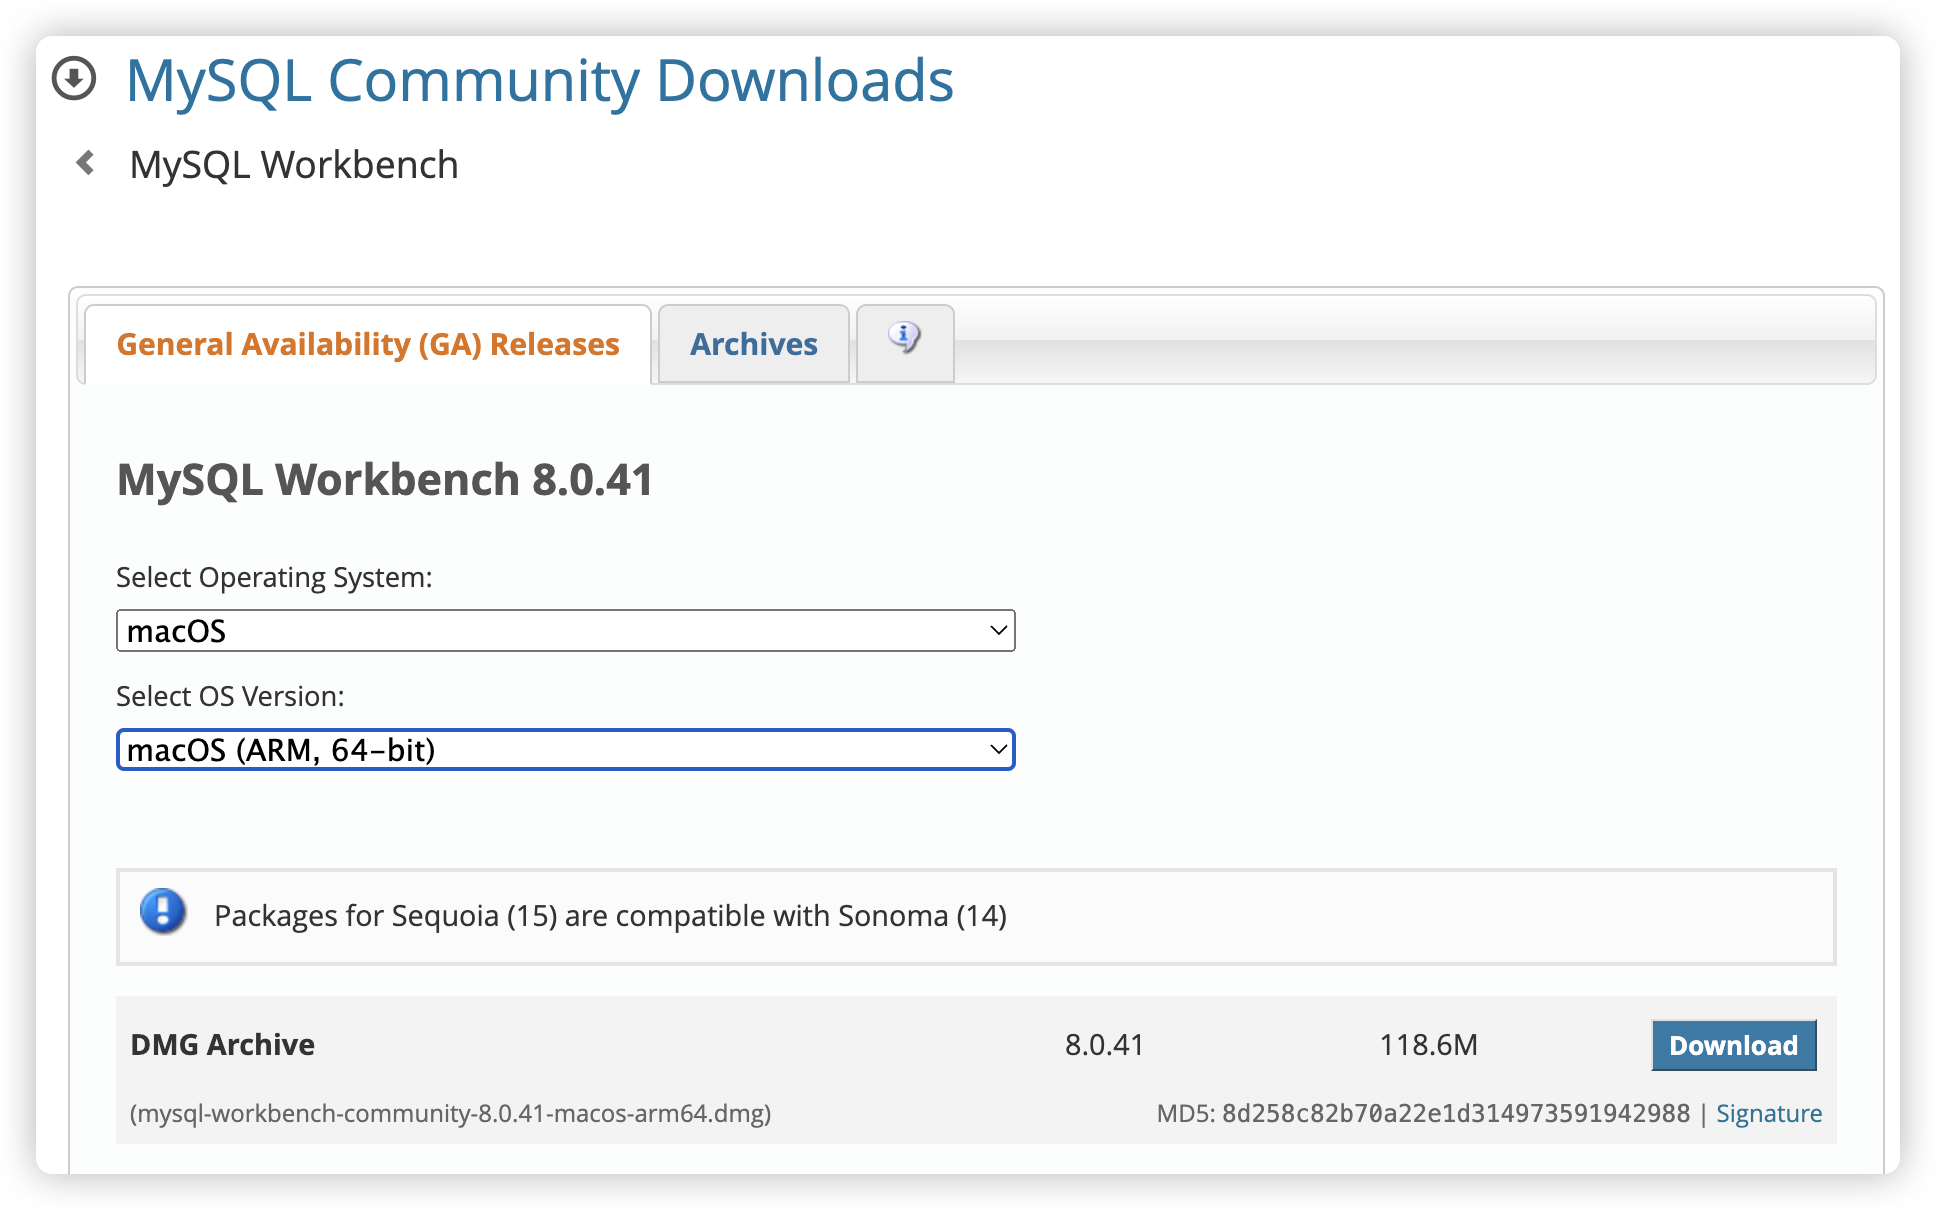 MySQL Community Downloads
MySQL Workbench
General Availability (GA) Releases
Archives
MySQL Workbench 8.0.41
Select Operating System:
macOS
Select OS Version:
macOS (ARM, 64-bit)
Packages for Sequoia (15) are compatible with Sonoma (14)
DMG Archive 8.0.41 118.6M Download
(mysql-workbench-community-8.0.41-macos-arm64.dmg) MD5: 8d258c82b70a22e1d314973591942988 | Signature